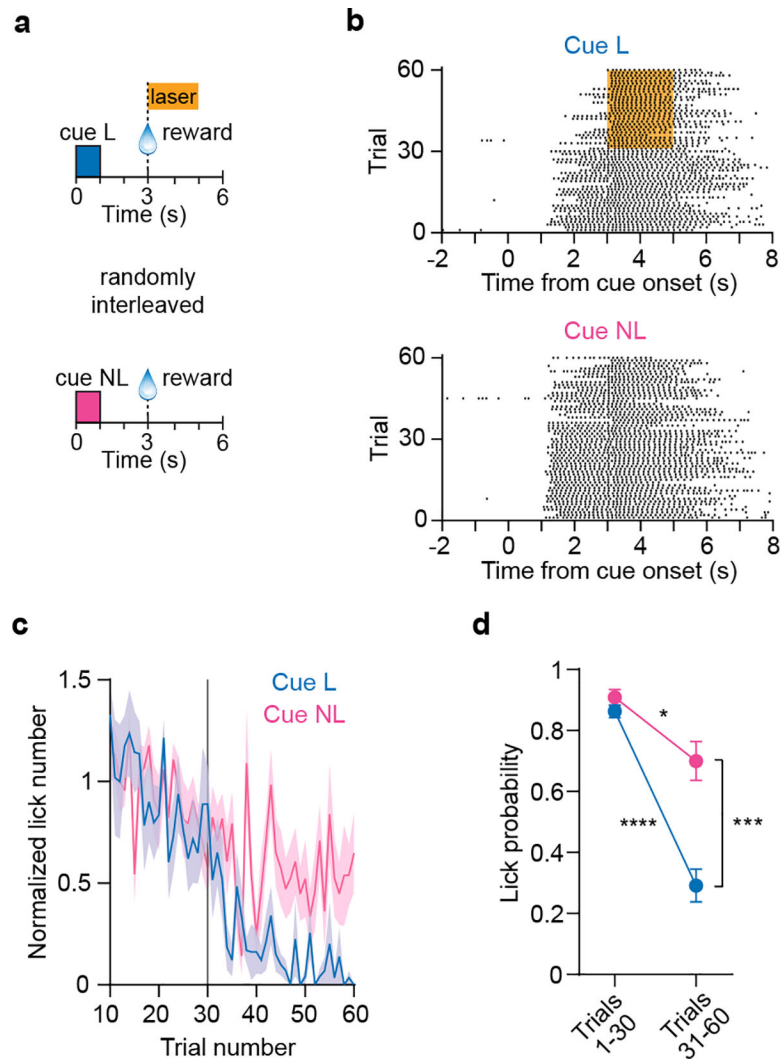 a
laser
cue L
reward
0 3 6
Time (s)
randomly
interleaved
cue NL
reward
0 3 6
Time (s)
b
Cue L
60
30
0
Trial
-2 0 2 4 6 8
Time from cue onset (s)
Cue NL
60
30
0
Trial
-2 0 2 4 6 8
Time from cue onset (s)
c
Cue L
Cue NL
1.5
1
0.5
0
Normalized lick number
10 20 30 40 50 60
Trial number
d
1
0.8
0.6
0.4
0.2
0
Lick probability
*
****
***
Trials
1-30
Trials
31-60